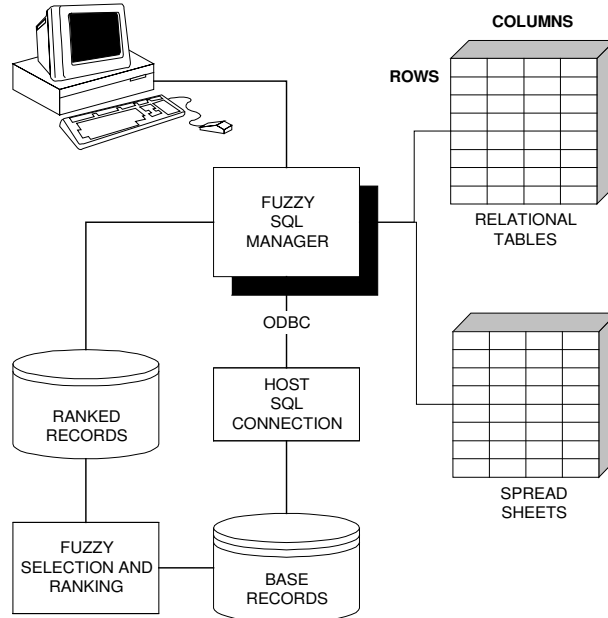 COLUMNS
ROWS
FUZZY
SQL
MANAGER
RELATIONAL
TABLES
ODBC
HOST
SQL
CONNECTION
RANKED
RECORDS
SPREAD
SHEETS
FUZZY
SELECTION AND
RANKING
BASE
RECORDS